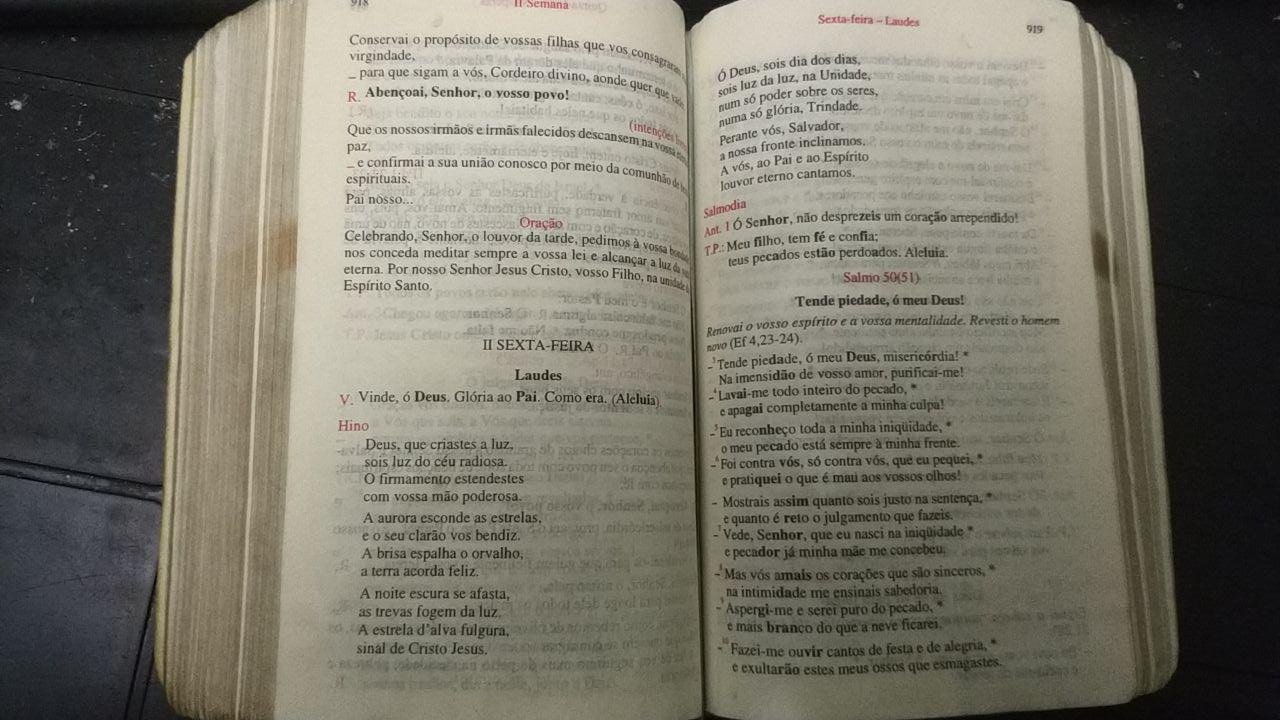 918
II Semana
Conservai o propósito de vossas filhas que vos consagraram
virgindade,
_ para que sigam a vós, Cordeiro divino, aonde quer que
R. Abençoai, Senhor, o vosso povo!
(intenções
Que os nossos irmãos e irmãs falecidos descansem na vossa
paz,
_ e confirmai a sua união conosco por meio da comunhão de
espirituais.
Pai nosso...
Oração
Celebrando, Senhor, o louvor da tarde, pedimos à vossa
nos conceda meditar sempre a vossa lei e alcançar a luz da
eterna. Por nosso Senhor Jesus Cristo, vosso Filho, na unidade
Espírito Santo.
II SEXTA-FEIRA
Laudes
V. Vinde, ó Deus. Glória ao Pai. Como era. (Aleluia).
Hino
Deus, que criastes a luz,
sois luz do céu radiosa.
O firmamento estendestes
com vossa mão poderosa.
A aurora esconde as estrelas,
e o seu clarão vos bendiz.
A brisa espalha o orvalho,
a terra acorda feliz.
A noite escura se afasta,
as trevas fogem da luz.
A estrela d'alva fulgura,
sinal de Cristo Jesus.
Sexta-feira – Laudes
919
Ó Deus, sois dia dos dias,
sois luz da luz, na Unidade,
num só poder sobre os seres,
numa só glória, Trindade.
Perante vós, Salvador,
a nossa fronte inclinamos.
A vós, ao Pai e ao Espírito
louvor eterno cantamos.
Salmodia
Ant. 1 Ó Senhor, não desprezeis um coração arrependido!
T.P.: Meu filho, tem fé e confia;
teus pecados estão perdoados. Aleluia.
Salmo 50(51)
Tende piedade, ó meu Deus!
Renovai o vosso espírito e a vossa mentalidade. Revesti o homem
novo (Ef 4,23-24).
–³ Tende piedade, ó meu Deus, misericórdia! *
Na imensidão de vosso amor, purificai-me!
–⁴ Lavai-me todo inteiro do pecado, *
e apagai completamente a minha culpa!
–⁵ Eu reconheço toda a minha iniqüidade, *
o meu pecado está sempre à minha frente.
–⁶ Foi contra vós, só contra vós, que eu pequei, *
e pratiquei o que é mau aos vossos olhos!
– Mostrais assim quanto sois justo na sentença, *
e quanto é reto o julgamento que fazeis.
–⁷ Vede, Senhor, que eu nasci na iniqüidade *
e pecador já minha mãe me concebeu.
–⁸ Mas vós amais os corações que são sinceros, *
na intimidade me ensinais sabedoria.
–⁹ Aspergi-me e serei puro do pecado, *
e mais branco do que a neve ficarei.
–¹⁰ Fazei-me ouvir cantos de festa e de alegria, *
e exultarão estes meus ossos que esmagastes.